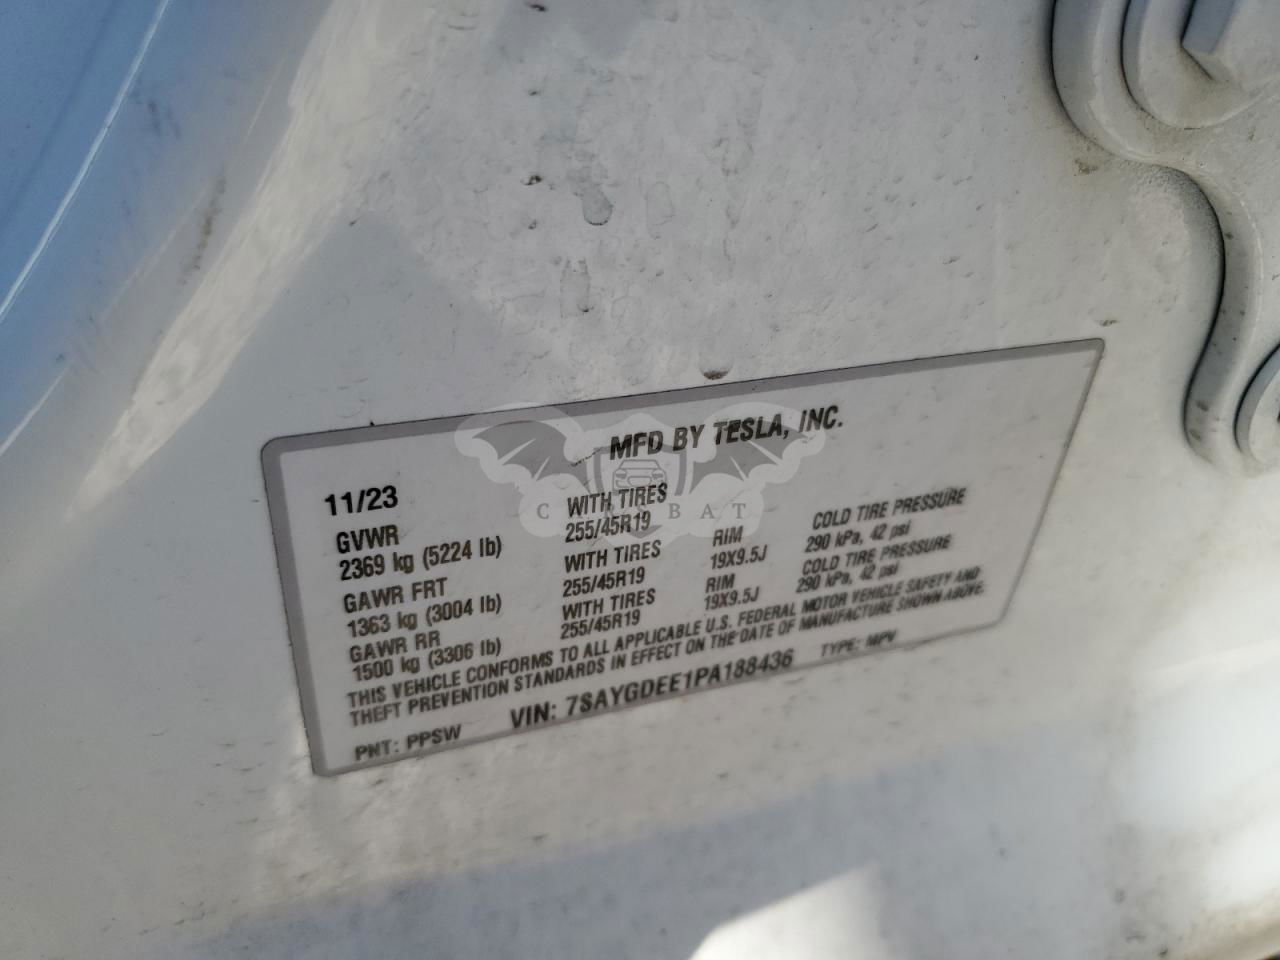 MFD BY TESLA, INC.
11/23
GVWR WITH TIRES
2369 kg (5224 lb) 255/45R19 RIM COLD TIRE PRESSURE
GAWR FRT WITH TIRES 19X9.5J 290 kPa, 42 psi
1363 kg (3004 lb) 255/45R19 RIM COLD TIRE PRESSURE
GAWR RR WITH TIRES 19X9.5J 290 kPa, 42 psi
1500 kg (3306 lb) 255/45R19
THIS VEHICLE CONFORMS TO ALL APPLICABLE U.S. FEDERAL MOTOR VEHICLE SAFETY AND
THEFT PREVENTION STANDARDS IN EFFECT ON THE DATE OF MANUFACTURE SHOWN ABOVE.
PNT: PPSW VIN: 7SAYGDEE1PA188436 TYPE: MPV
CARSBAT